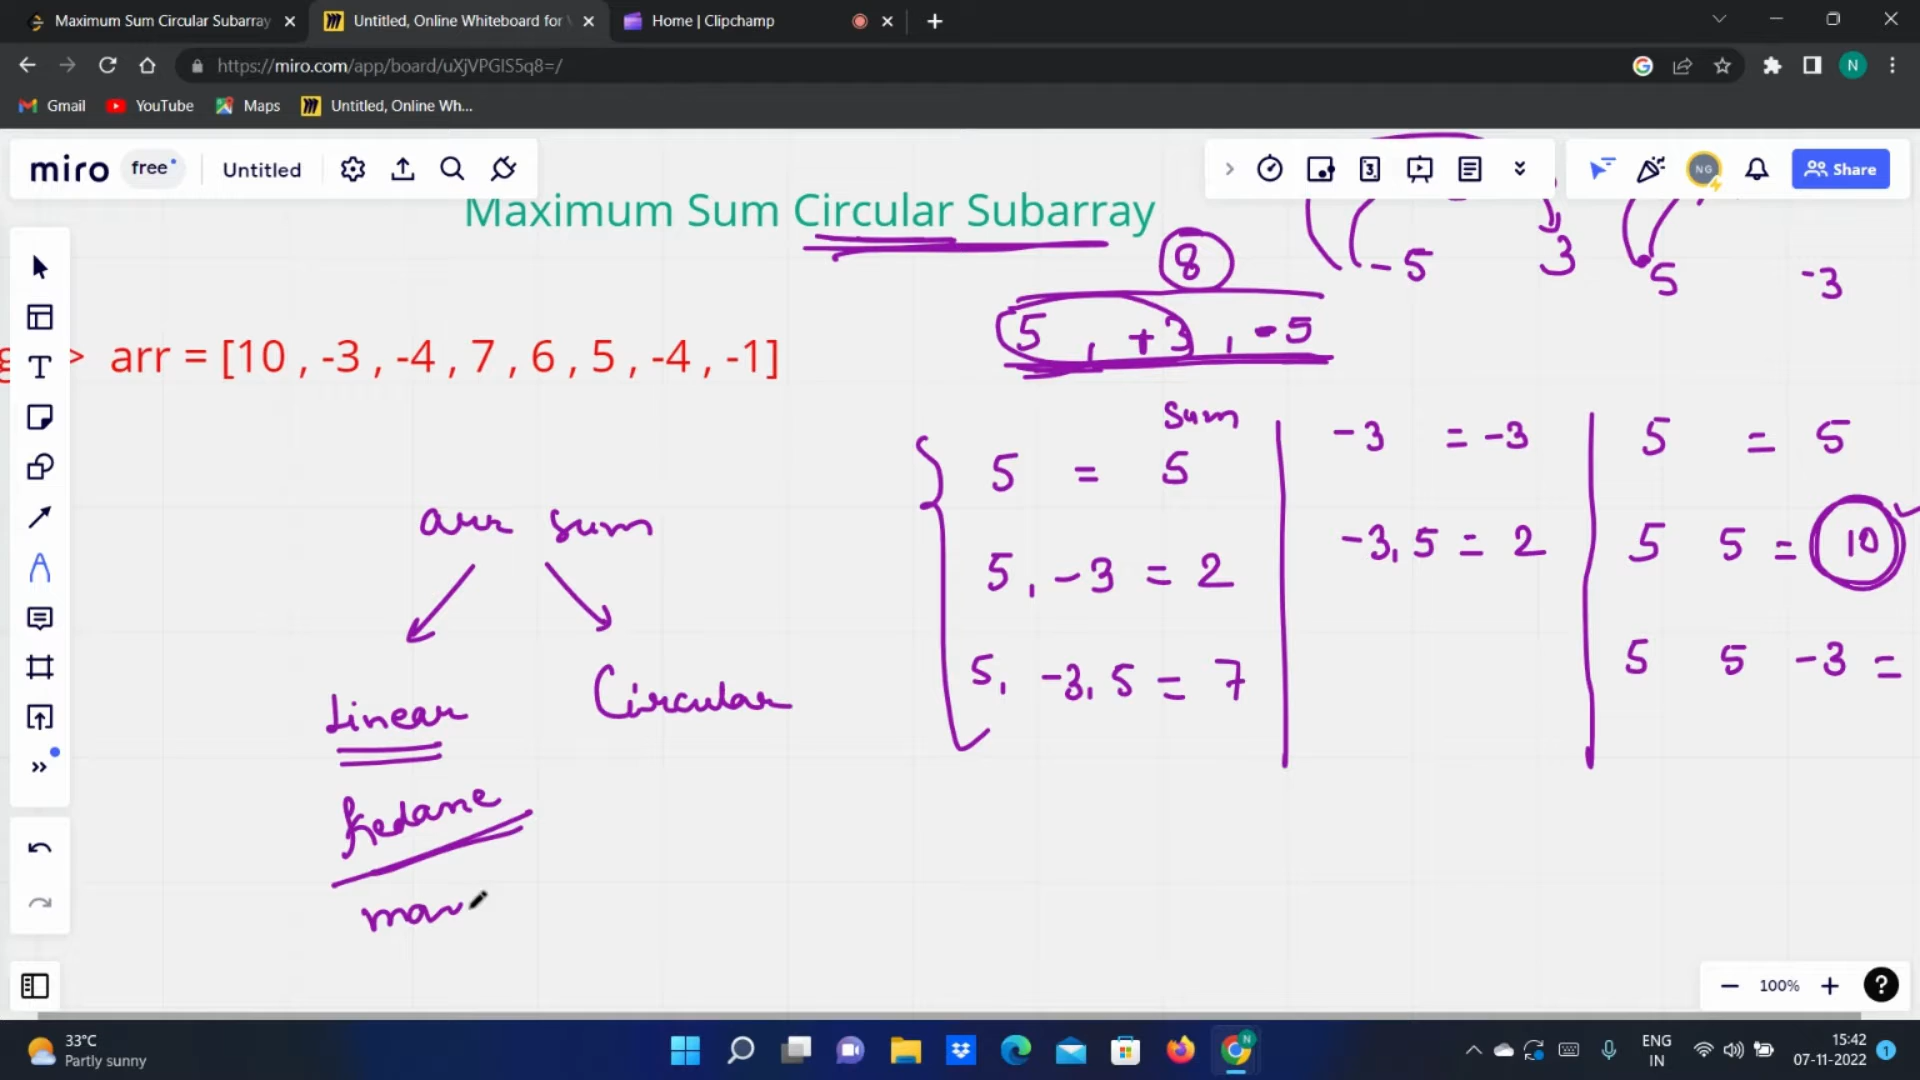 Maximum Sum Circular Subarray
Untitled, Online Whiteboard for
Home | Clipchamp
https://miro.com/app/board/uXjVPGIS5q8=/
N
Gmail
YouTube
Maps
Untitled, Online Wh...
miro
free
Untitled
3
NG
Share
Maximum Sum Circular Subarray
8
-5
3
5
-3
5 , +3 , -5
> arr = [10 , -3 , -4 , 7 , 6 , 5 , -4 , -1]
sum
5 = 5
5, -3 = 2
5, -3, 5 = 7
-3 = -3
-3, 5 = 2
5 = 5
5 5 = 10
5 5 -3 =
arr sum
Linear
Circular
Kedane
100%
33°C
Partly sunny
N
ENG
IN
15:42
07-11-2022
1